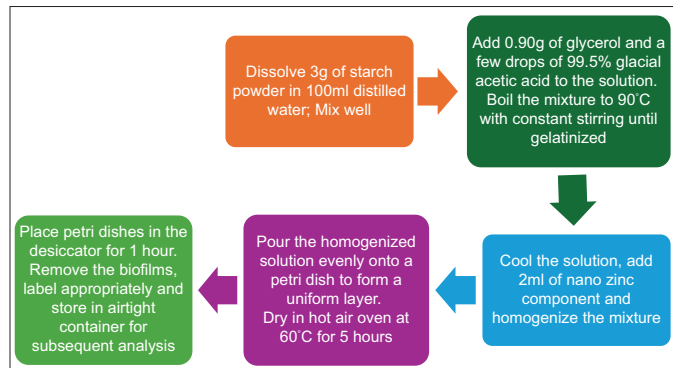 Dissolve 3g of starch
powder in 100ml distilled
water; Mix well
Add 0.90g of glycerol and a
few drops of 99.5% glacial
acetic acid to the solution.
Boil the mixture to 90°C
with constant stirring until
gelatinized
Cool the solution, add
2ml of nano zinc
component and
homogenize the mixture
Pour the homogenized
solution evenly onto a
petri dish to form a
uniform layer.
Dry in hot air oven at
60°C for 5 hours
Place petri dishes in the
desiccator for 1 hour.
Remove the biofilms,
label appropriately and
store in airtight
container for
subsequent analysis